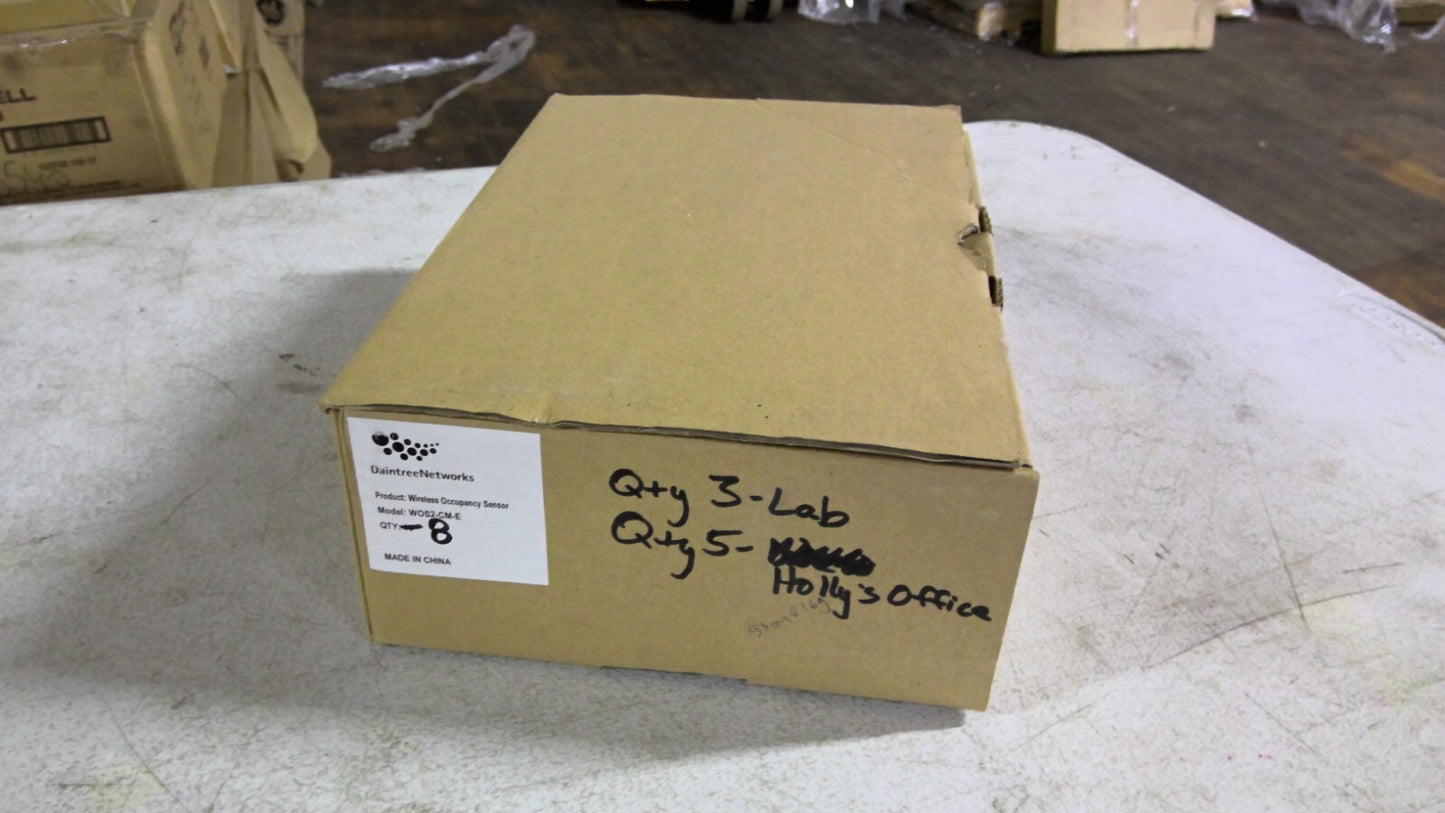 ELL
DaintreeNetworks
Product: Wireless Occupancy Sensor
Model: WOS2-CM-E
QTY: 8
MADE IN CHINA
Qty 3-Lab
Qty 5-
Holly's Office